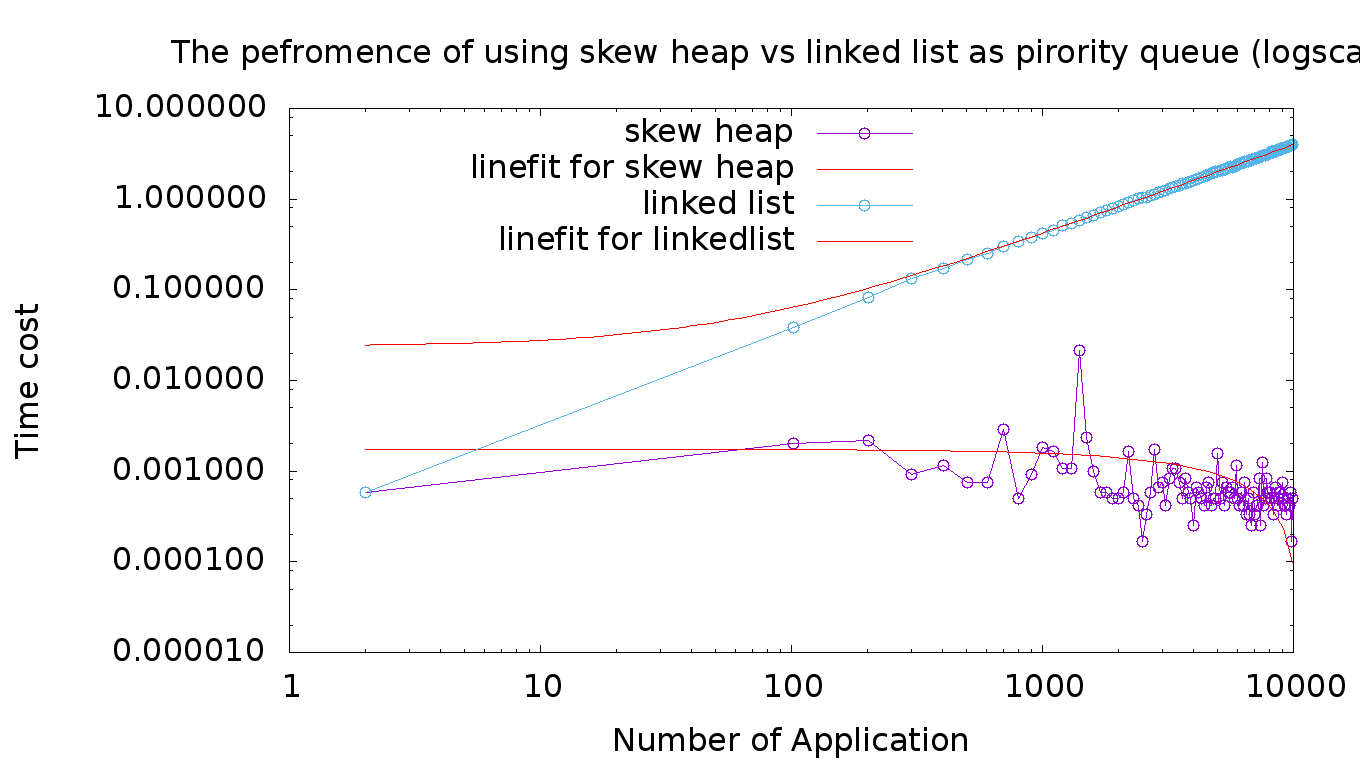 The pefromence of using skew heap vs linked list as pirority queue (logsca
10.000000
1.000000
0.100000
0.010000
0.001000
0.000100
0.000010
skew heap
linefit for skew heap
linked list
linefit for linkedlist
Time cost
1 10 100 1000 10000
Number of Application